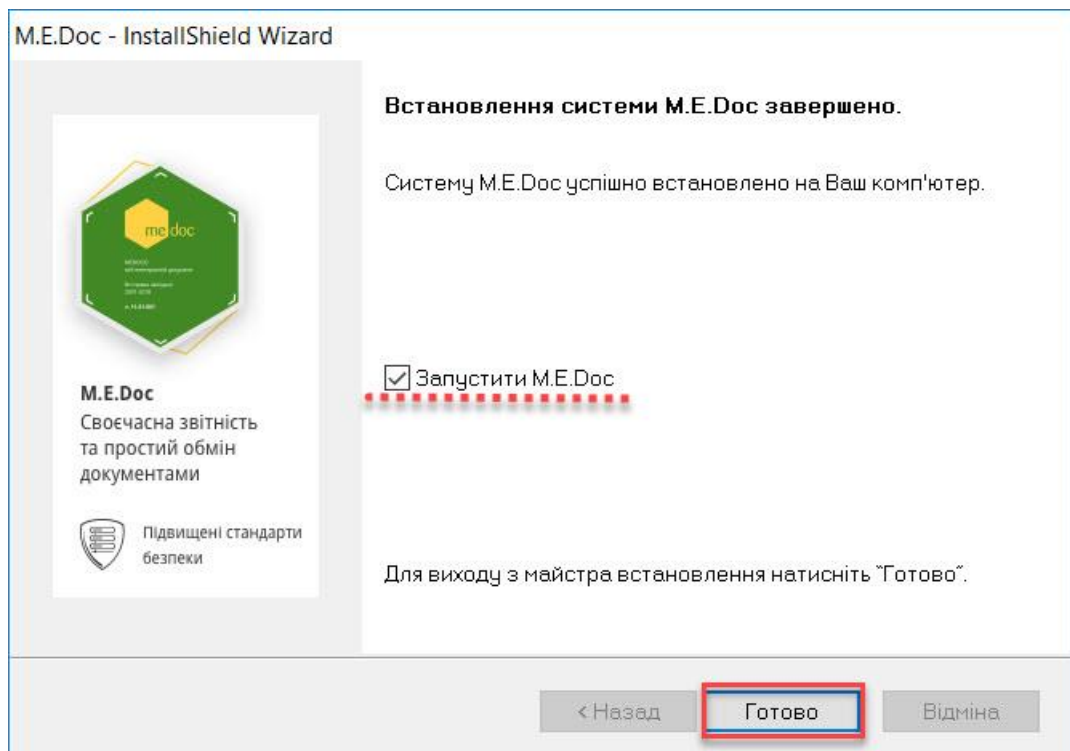 M.E.Doc - InstallShield Wizard
Встановлення системи M.E.Doc завершено.
Систему M.E.Doc успішно встановлено на Ваш комп'ютер.
me doc
Запустити M.E.Doc
M.E.Doc
Своєчасна звітність
та простий обмін
документами
Підвищені стандарти
безпеки
Для виходу з майстра встановлення натисніть "Готово".
< Назад
Готово
Відміна